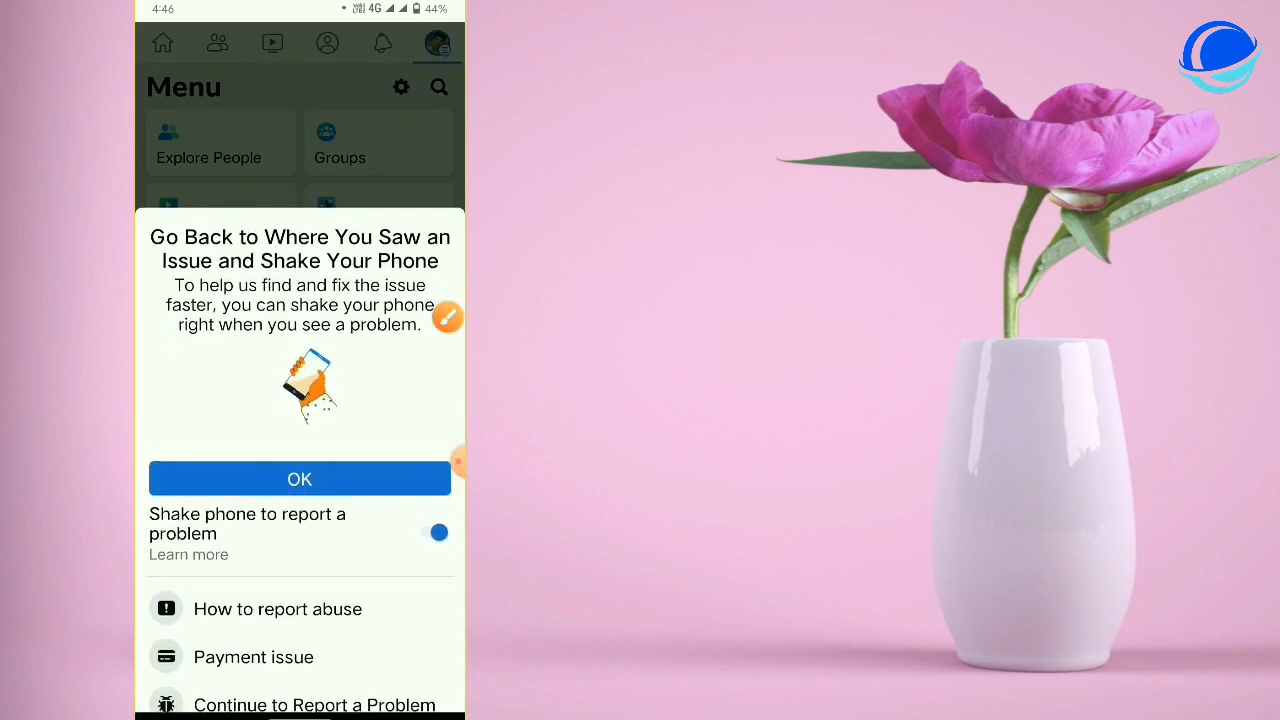 4:46
4G
44%
Menu
Explore People
Groups
Go Back to Where You Saw an
Issue and Shake Your Phone
To help us find and fix the issue
faster, you can shake your phone
right when you see a problem.
OK
Shake phone to report a
problem
Learn more
How to report abuse
Payment issue
Continue to Report a Problem